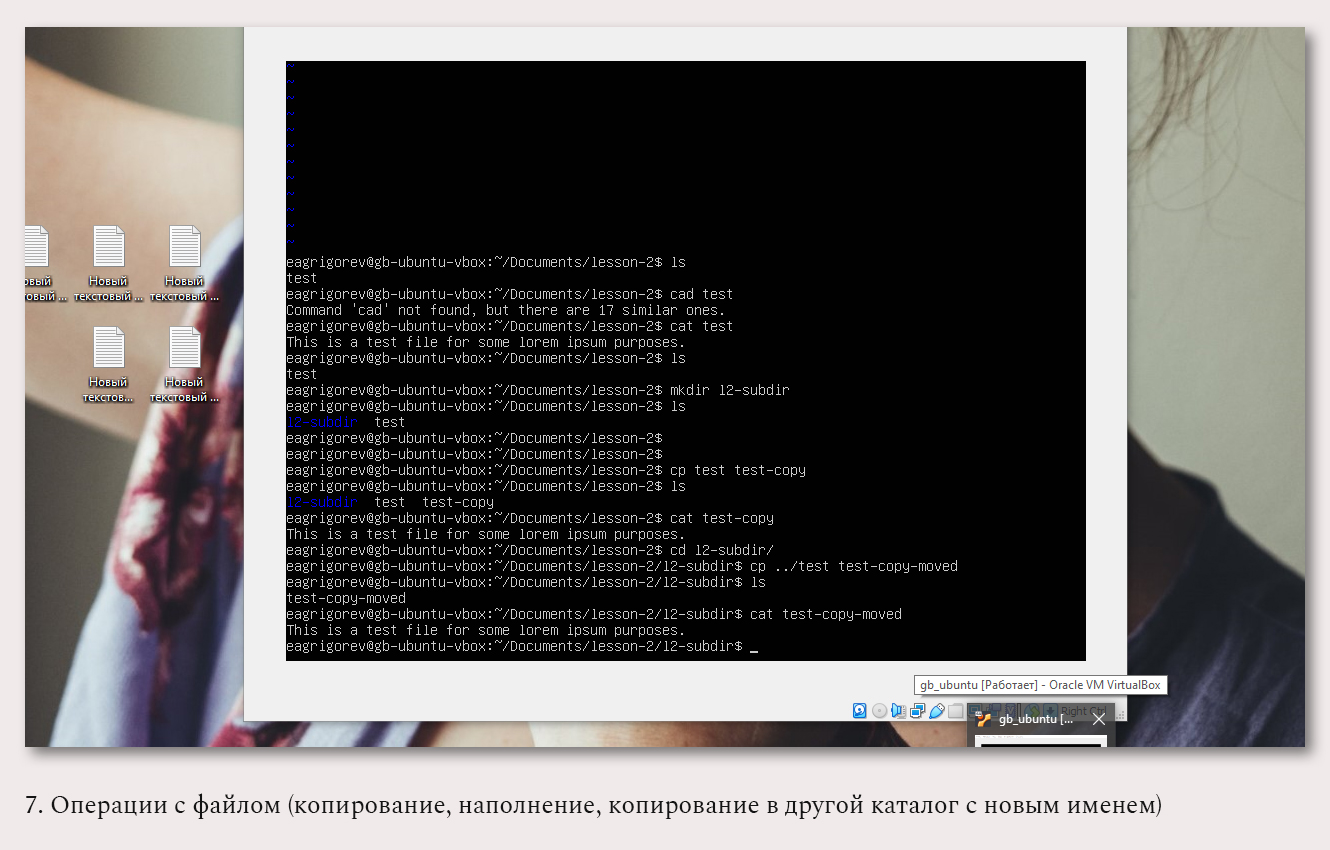 ~
~
~
~
~
~
~
~
~
~
~
~
eagrigorev@gb-ubuntu-vbox:~/Documents/lesson-2$ ls
test
eagrigorev@gb-ubuntu-vbox:~/Documents/lesson-2$ cad test
Command 'cad' not found, but there are 17 similar ones.
eagrigorev@gb-ubuntu-vbox:~/Documents/lesson-2$ cat test
This is a test file for some lorem ipsum purposes.
eagrigorev@gb-ubuntu-vbox:~/Documents/lesson-2$ ls
test
eagrigorev@gb-ubuntu-vbox:~/Documents/lesson-2$ mkdir l2-subdir
eagrigorev@gb-ubuntu-vbox:~/Documents/lesson-2$ ls
l2-subdir  test
eagrigorev@gb-ubuntu-vbox:~/Documents/lesson-2$
eagrigorev@gb-ubuntu-vbox:~/Documents/lesson-2$
eagrigorev@gb-ubuntu-vbox:~/Documents/lesson-2$ cp test test-copy
eagrigorev@gb-ubuntu-vbox:~/Documents/lesson-2$ ls
l2-subdir  test  test-copy
eagrigorev@gb-ubuntu-vbox:~/Documents/lesson-2$ cat test-copy
This is a test file for some lorem ipsum purposes.
eagrigorev@gb-ubuntu-vbox:~/Documents/lesson-2$ cd l2-subdir/
eagrigorev@gb-ubuntu-vbox:~/Documents/lesson-2/l2-subdir$ cp ../test test-copy-moved
eagrigorev@gb-ubuntu-vbox:~/Documents/lesson-2/l2-subdir$ ls
test-copy-moved
eagrigorev@gb-ubuntu-vbox:~/Documents/lesson-2/l2-subdir$ cat test-copy-moved
This is a test file for some lorem ipsum purposes.
eagrigorev@gb-ubuntu-vbox:~/Documents/lesson-2/l2-subdir$ _
овый
товый ...
Новый
текстовый ...
Новый
текстовый ...
Новый
текстов...
Новый
текстовый ...
gb_ubuntu [Работает] - Oracle VM VirtualBox
Right Ctrl
gb_ubuntu [...
7. Операции с файлом (копирование, наполнение, копирование в другой каталог с новым именем)